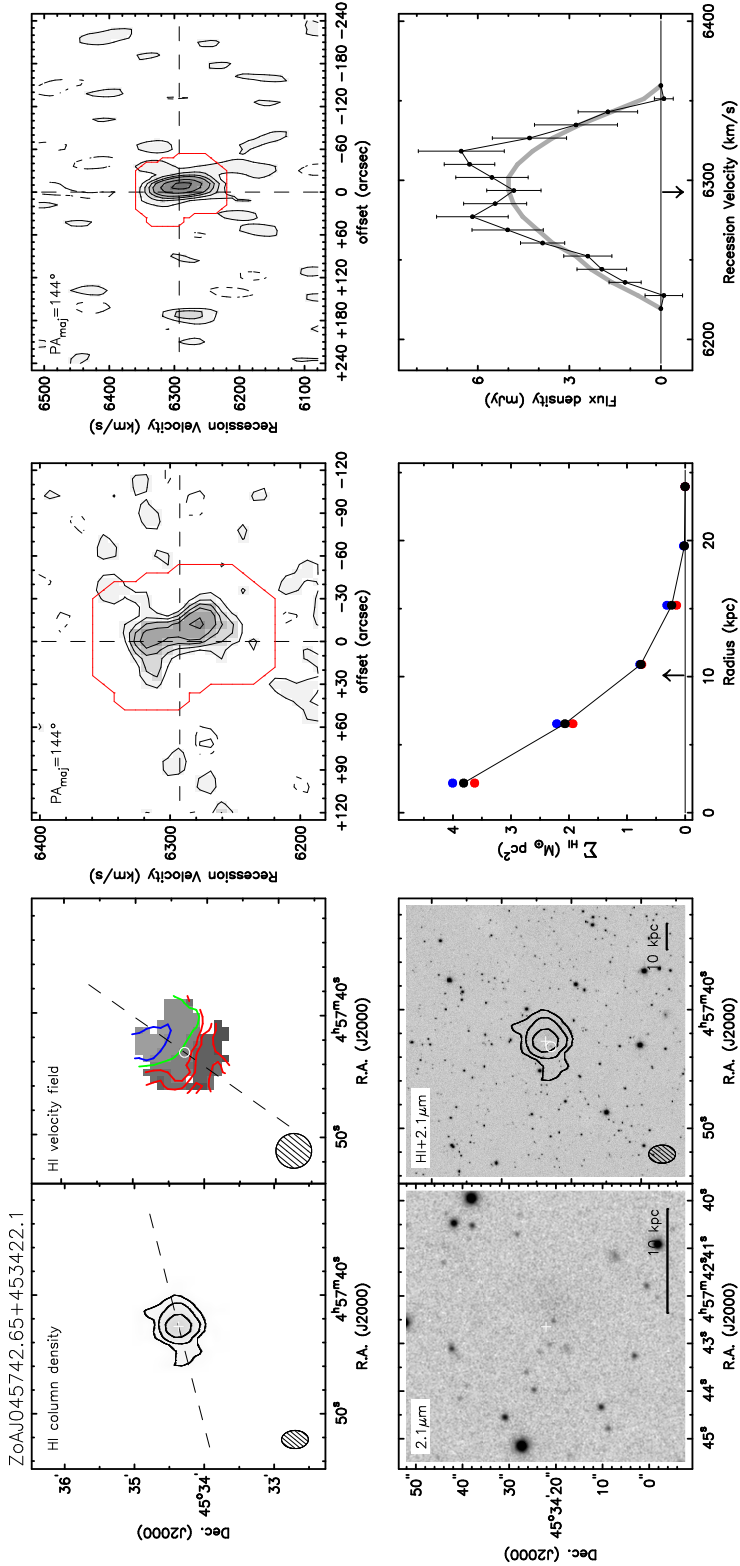 ZoAJ045742.65+453422.1
HI column density
36'
35'
45°34'
33'
Dec. (J2000)
50ˢ
4ʰ57ᵐ40ˢ
R.A. (J2000)
HI velocity field
50ˢ
4ʰ57ᵐ40ˢ
R.A. (J2000)
PAmaj=144°
6400
6300
6200
Recession Velocity (km/s)
+120 +90 +60 +30 0 −30 −60 −90 −120
offset (arcsec)
PAmaj=144°
6500
6400
6300
6200
6100
Recession Velocity (km/s)
+240 +180 +120 +60 0 −60 −120 −180 −240
offset (arcsec)
2.1μm
50"
40"
30"
45°34'20"
10"
0"
Dec. (J2000)
10 kpc
45ˢ 44ˢ 43ˢ 4ʰ57ᵐ42ˢ 41ˢ 40ˢ
R.A. (J2000)
HI+2.1μm
10 kpc
50ˢ
4ʰ57ᵐ40ˢ
R.A. (J2000)
4
3
2
1
0
Σ HI (M⊙ pc²)
0 10 20
Radius (kpc)
6
3
0
Flux density (mJy)
6200 6300 6400
Recession Velocity (km/s)